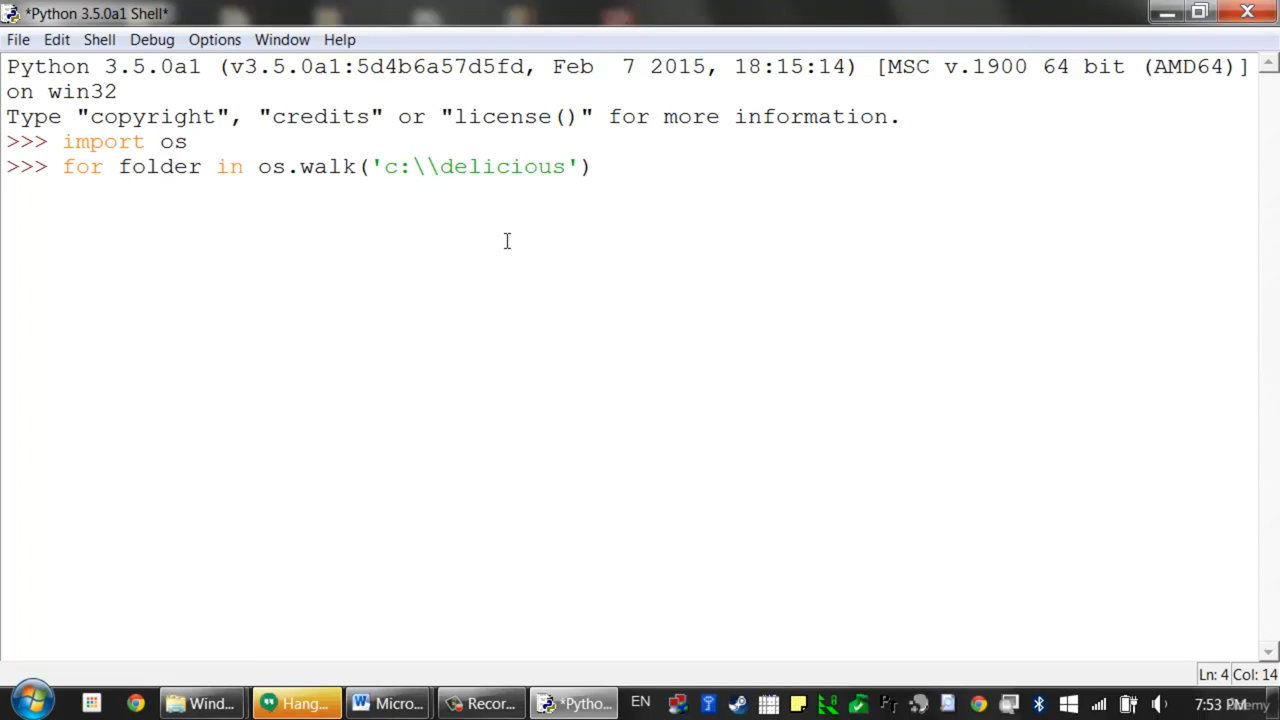 *Python 3.5.0a1 Shell*
File Edit Shell Debug Options Window Help
Python 3.5.0a1 (v3.5.0a1:5d4b6a57d5fd, Feb  7 2015, 18:15:14) [MSC v.1900 64 bit (AMD64)]
on win32
Type "copyright", "credits" or "license()" for more information.
>>> import os
>>> for folder in os.walk('c:\\delicious')
Ln: 4 Col: 14
Wind... Hang... Micro... Recor... *Pytho... EN 7:53 PM